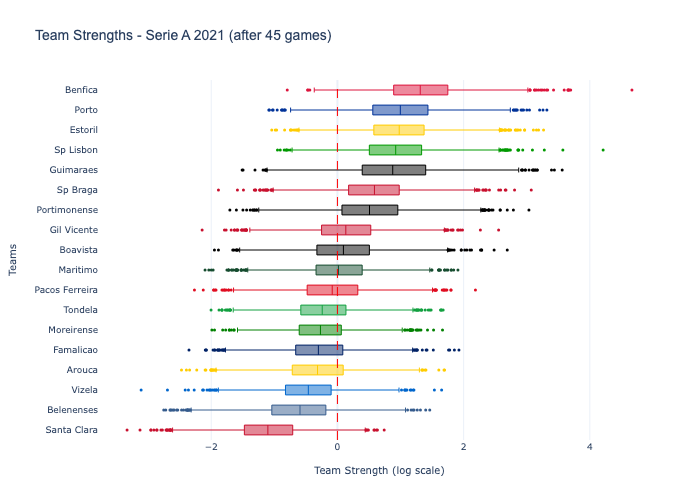 Team Strengths - Serie A 2021 (after 45 games)
Benfica
Porto
Estoril
Sp Lisbon
Guimaraes
Sp Braga
Portimonense
Gil Vicente
Boavista
Maritimo
Pacos Ferreira
Tondela
Moreirense
Famalicao
Arouca
Vizela
Belenenses
Santa Clara
Teams
−2
0
2
4
Team Strength (log scale)